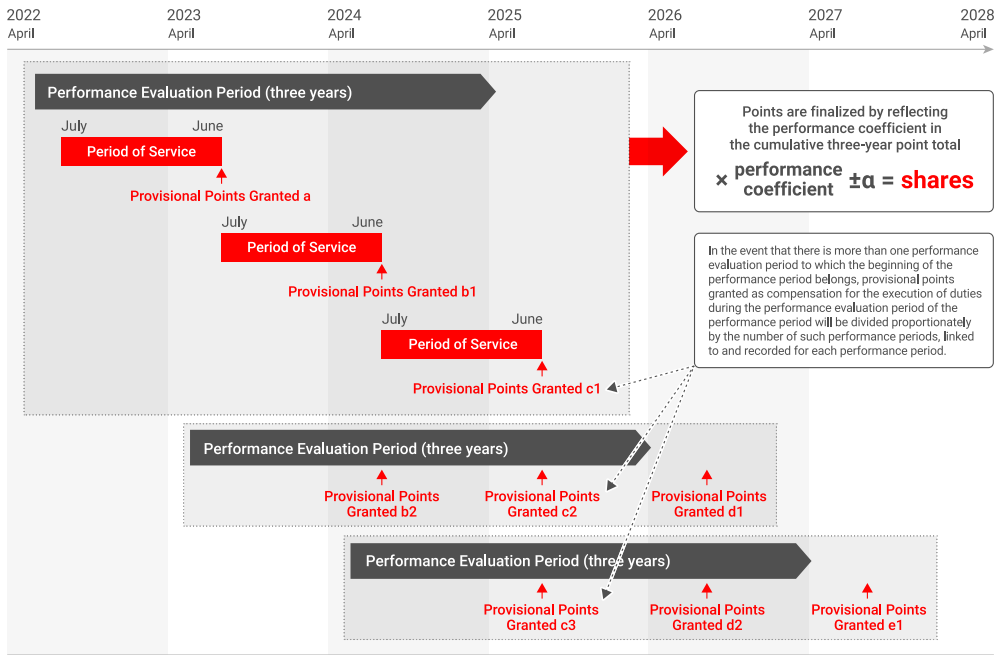 2022
April
2023
April
2024
April
2025
April
2026
April
2027
April
2028
April
Performance Evaluation Period (three years)
July
June
Period of Service
Provisional Points Granted a
July
June
Period of Service
Provisional Points Granted b1
July
June
Period of Service
Provisional Points Granted c1
Points are finalized by reflecting
the performance coefficient in
the cumulative three-year point total
× performance
coefficient
±α = shares
In the event that there is more than one performance
evaluation period to which the beginning of the
performance period belongs, provisional points
granted as compensation for the execution of duties
during the performance evaluation period of the
performance period will be divided proportionately
by the number of such performance periods, linked
to and recorded for each performance period.
Performance Evaluation Period (three years)
Provisional Points
Granted b2
Provisional Points
Granted c2
Provisional Points
Granted d1
Performance Evaluation Period (three years)
Provisional Points
Granted c3
Provisional Points
Granted d2
Provisional Points
Granted e1